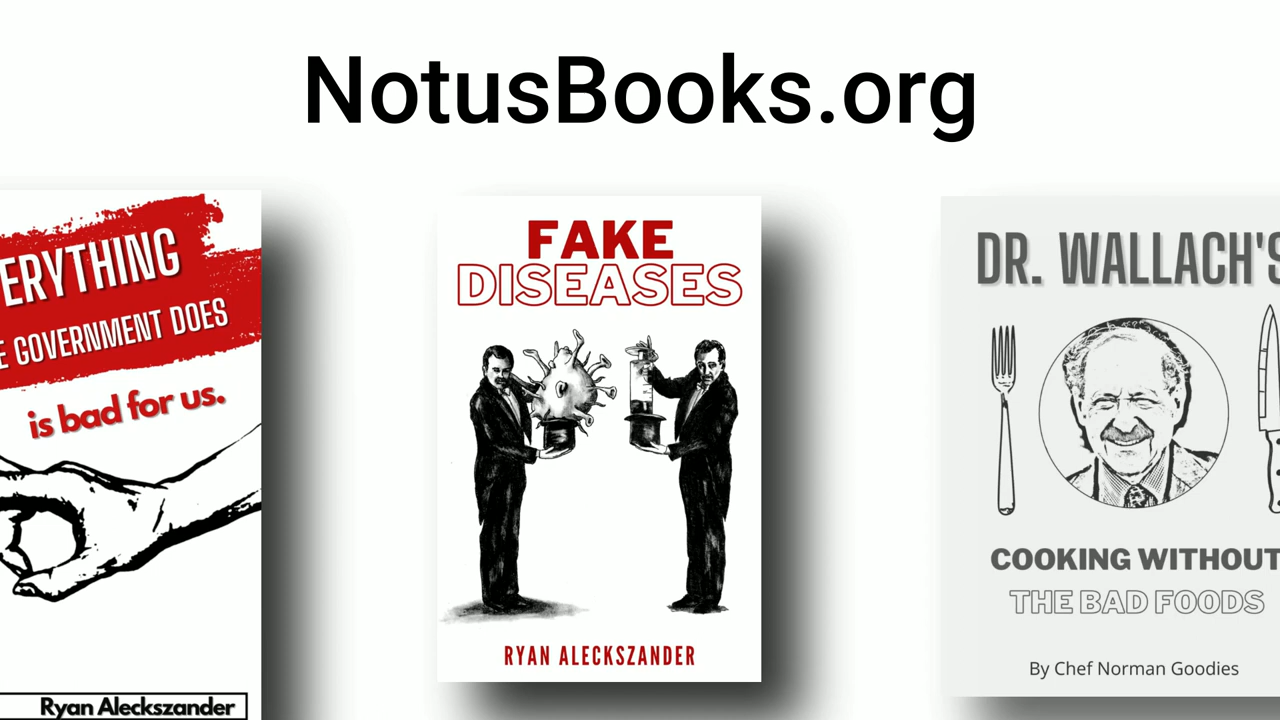 NotusBooks.org
ERYTHING
E GOVERNMENT DOES
is bad for us.
Ryan Aleckszander
FAKE
DISEASES
RYAN ALECKSZANDER
DR. WALLACH'S
COOKING WITHOUT
THE BAD FOODS
By Chef Norman Goodies